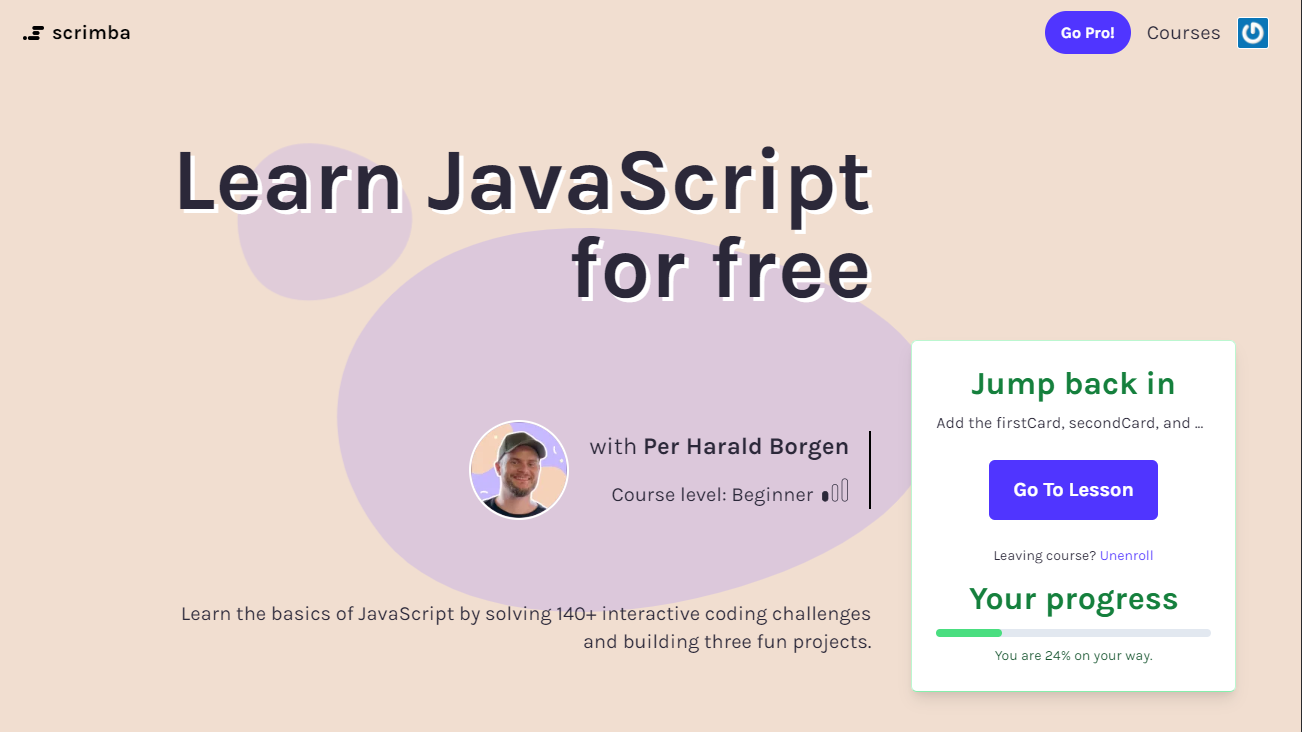 scrimba
Go Pro!
Courses
Learn JavaScript
for free
with Per Harald Borgen
Course level: Beginner
Learn the basics of JavaScript by solving 140+ interactive coding challenges
and building three fun projects.
Jump back in
Add the firstCard, secondCard, and ...
Go To Lesson
Leaving course? Unenroll
Your progress
You are 24% on your way.